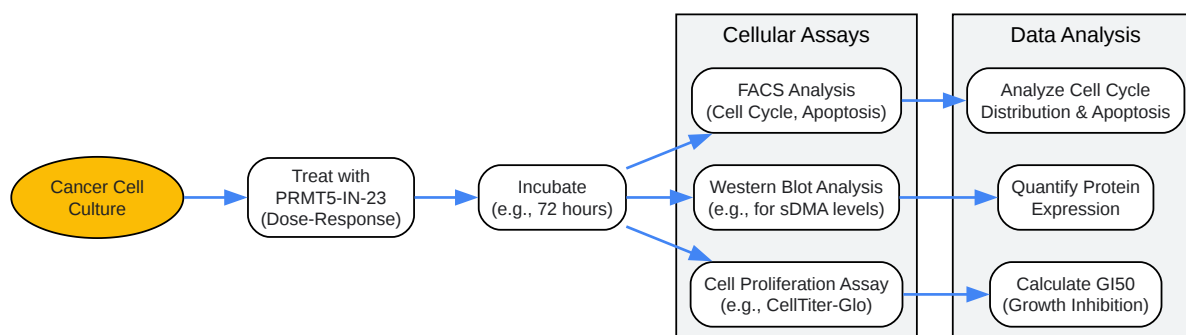 Cellular Assays
Data Analysis
FACS Analysis
(Cell Cycle, Apoptosis)
Analyze Cell Cycle
Distribution & Apoptosis
Cancer Cell
Culture
Treat with
PRMT5-IN-23
(Dose-Response)
Incubate
(e.g., 72 hours)
Western Blot Analysis
(e.g., for sDMA levels)
Quantify Protein
Expression
Cell Proliferation Assay
(e.g., CellTiter-Glo)
Calculate GI50
(Growth Inhibition)